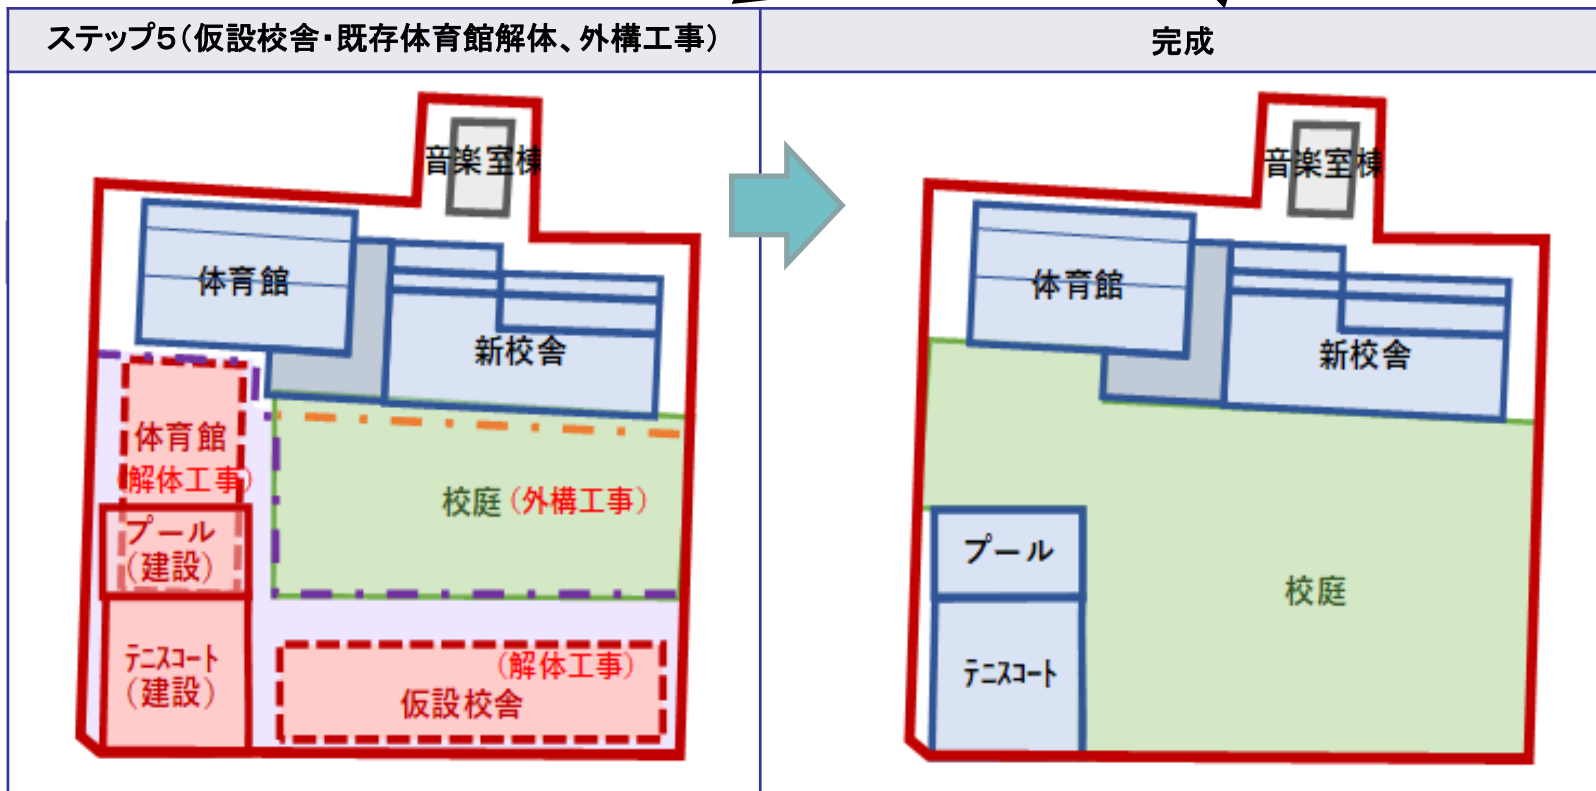 ステップ5（仮設校舎・既存体育館解体、外構工事）
完成
音楽室棟
体育館
新校舎
体育館
（解体工事）
校庭（外構工事）
プール
（建設）
ﾃﾆｽｺｰﾄ
（建設）
（解体工事）
仮設校舎
音楽室棟
体育館
新校舎
プール
校庭
ﾃﾆｽｺｰﾄ